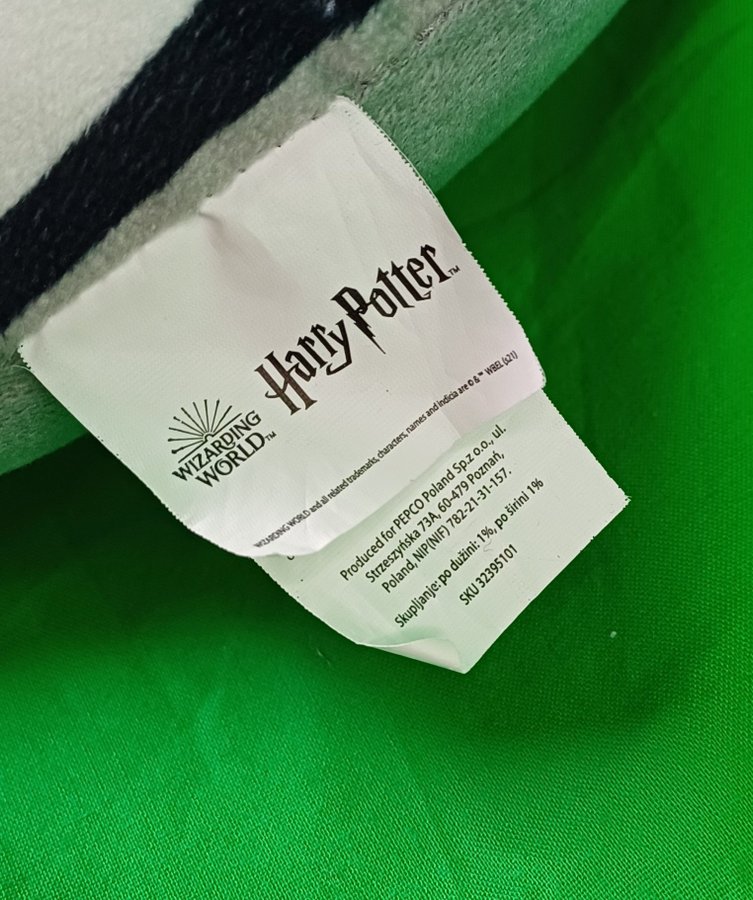 Harry Potter™
WIZARDING
WORLD™
WIZARDING WORLD and all related trademarks, characters, names and indicia are © & ™ WBEI. (s21)
Produced for PEPCO Poland Sp.z o.o., ul.
Strzeszyńska 73A, 60-479 Poznań,
Poland, NIP(NIF) 782-21-31-157.
Skupljanje: po dužini: 1%, po širini 1%
SKU 32395101